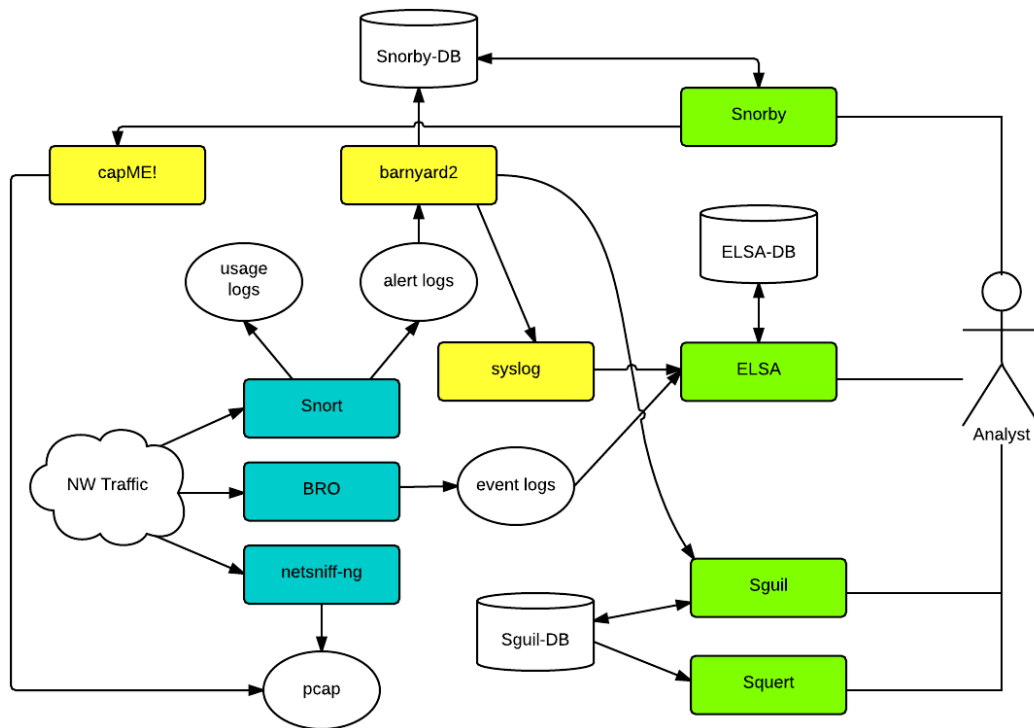 Snorby-DB
Snorby
capME!
barnyard2
ELSA-DB
usage
logs
alert logs
syslog
ELSA
Snort
Analyst
NW Traffic
BRO
event logs
netsniff-ng
Sguil
Sguil-DB
pcap
Squert